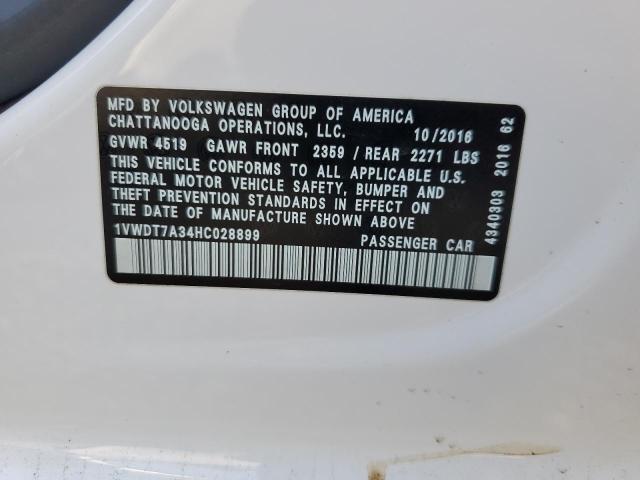 MFD BY VOLKSWAGEN GROUP OF AMERICA
CHATTANOOGA OPERATIONS, LLC. 10/2016
GVWR 4519 GAWR FRONT 2359 / REAR 2271 LBS
THIS VEHICLE CONFORMS TO ALL APPLICABLE U.S.
FEDERAL MOTOR VEHICLE SAFETY, BUMPER AND
THEFT PREVENTION STANDARDS IN EFFECT ON
THE DATE OF MANUFACTURE SHOWN ABOVE
1VWDT7A34HC028899 PASSENGER CAR
4340303 2016 62